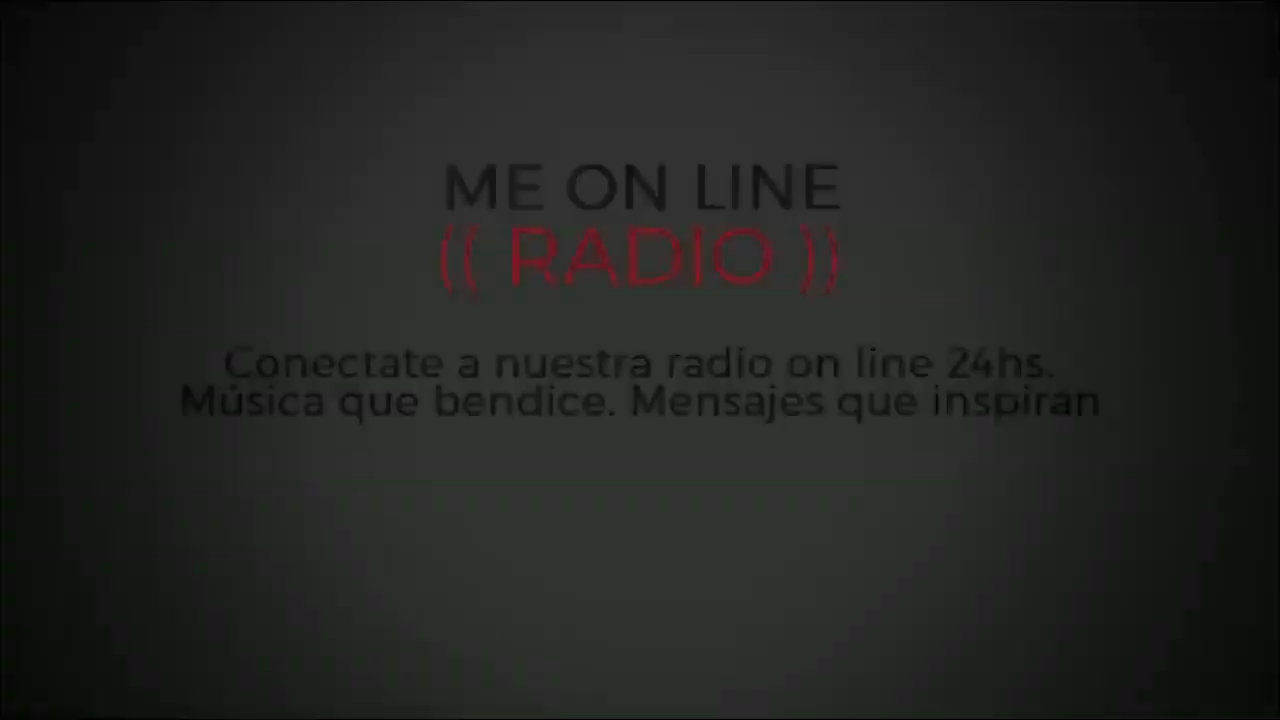 ME ON LINE
(( RADIO ))
Conectate a nuestra radio on line 24hs.
Música que bendice. Mensajes que inspiran